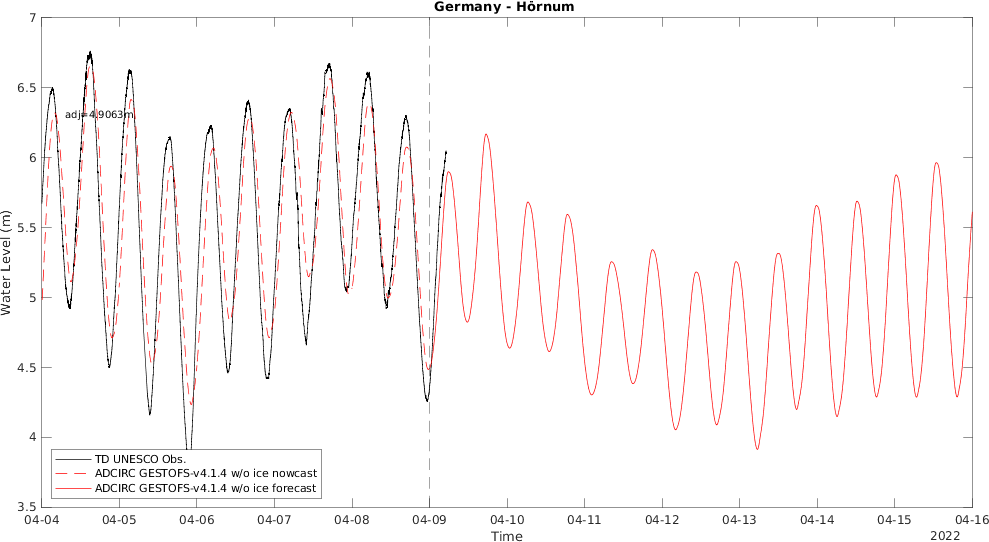 Germany - Hörnum
Water Level (m)
7
6.5
6
5.5
5
4.5
4
3.5
adj=4.9063m
TD UNESCO Obs.
ADCIRC GESTOFS-v4.1.4 w/o ice nowcast
ADCIRC GESTOFS-v4.1.4 w/o ice forecast
04-04 04-05 04-06 04-07 04-08 04-09 04-10 04-11 04-12 04-13 04-14 04-15 04-16
Time
2022